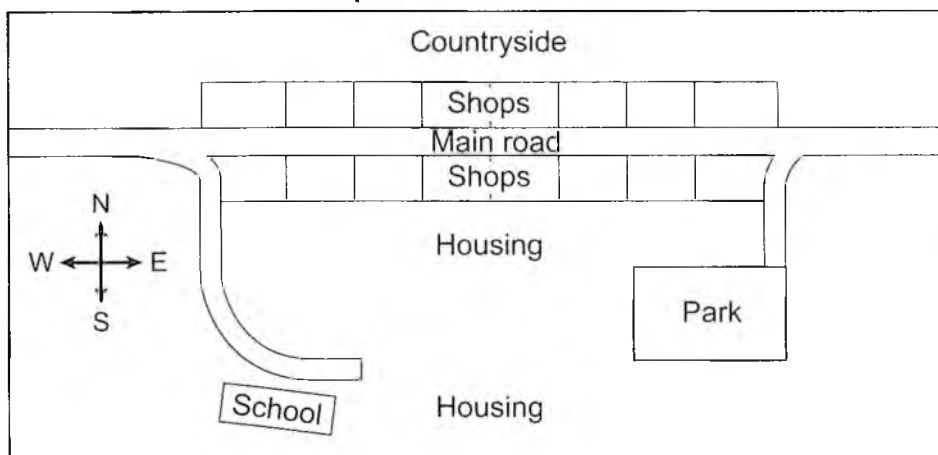 Countryside
Shops
Main road
Shops
N
W E
S
Housing
Park
School
Housing